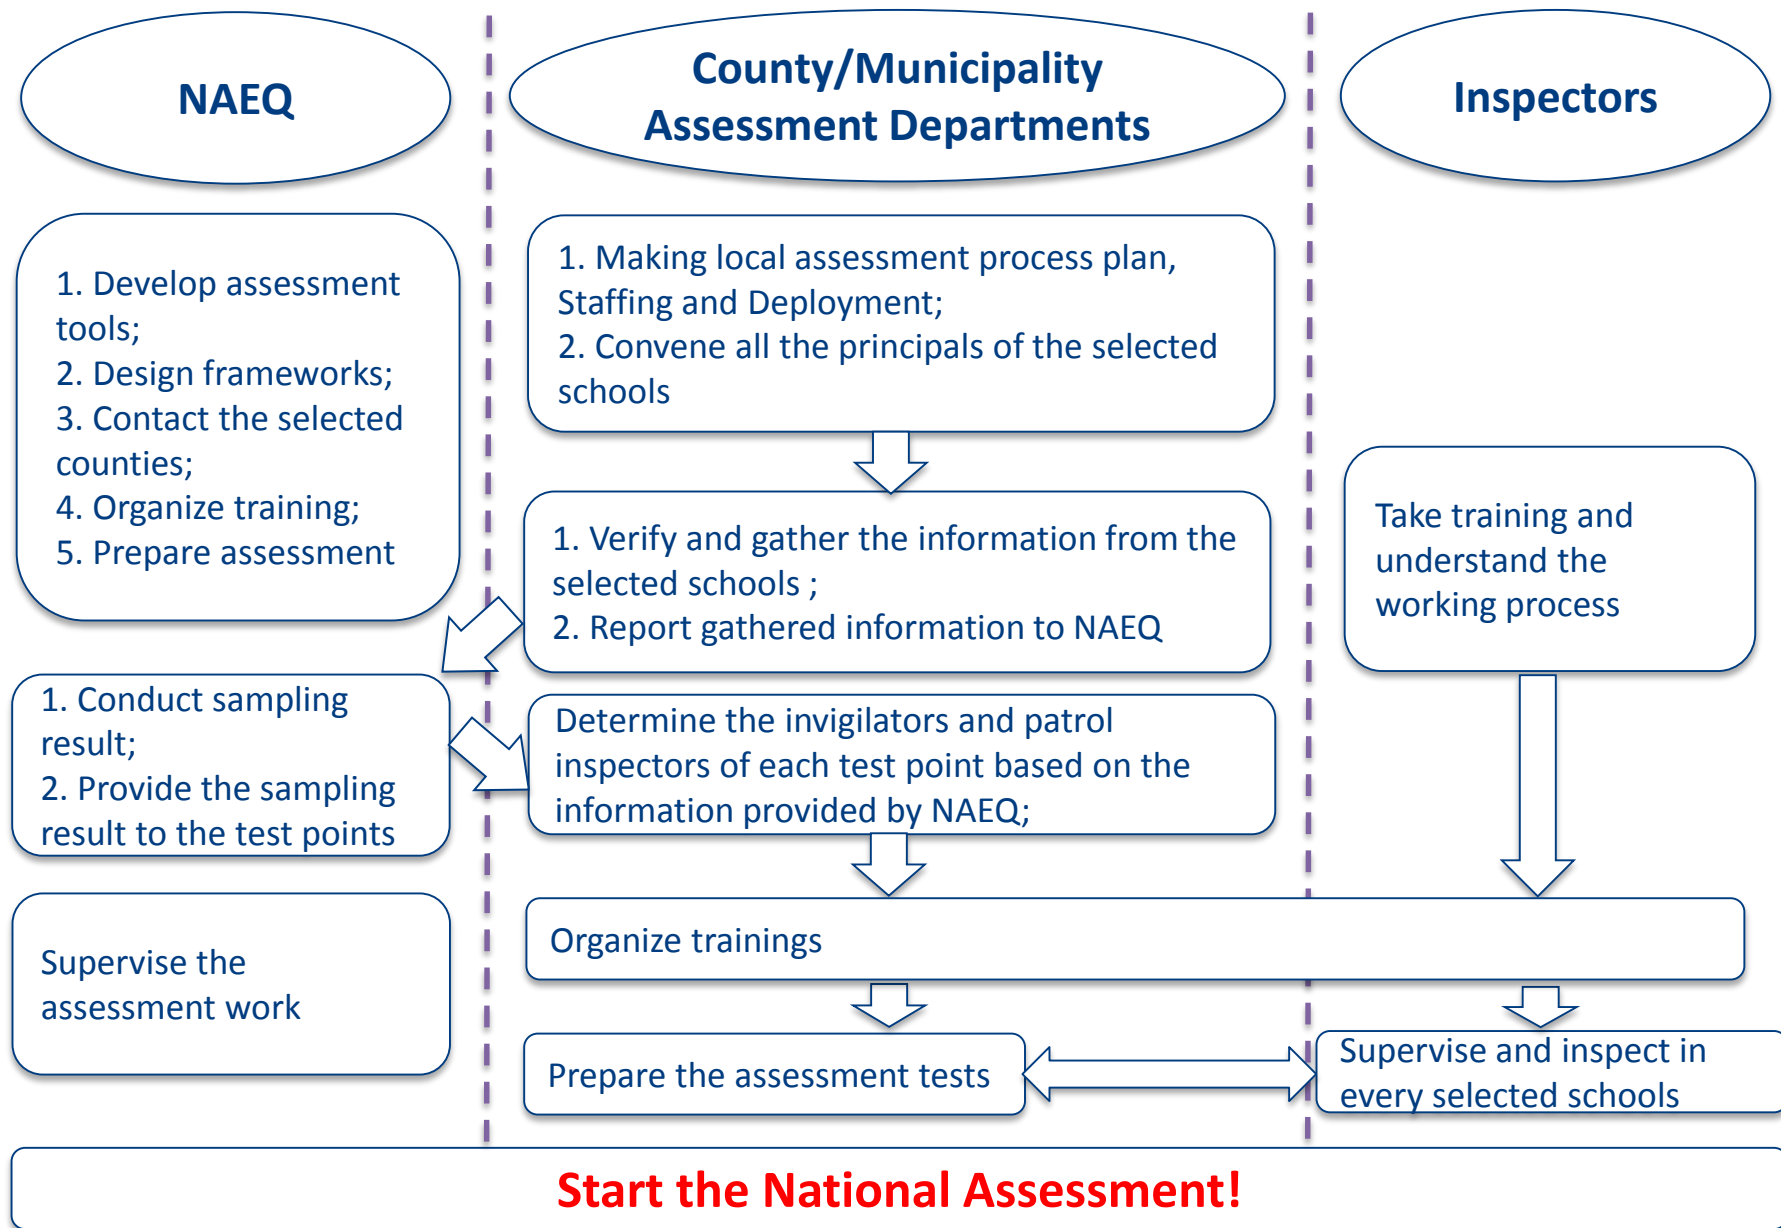 NAEQ
County/Municipality
Assessment Departments
Inspectors
1. Develop assessment
tools;
2. Design frameworks;
3. Contact the selected
counties;
4. Organize training;
5. Prepare assessment
1. Making local assessment process plan,
Staffing and Deployment;
2. Convene all the principals of the selected
schools
1. Verify and gather the information from the
selected schools ;
2. Report gathered information to NAEQ
Take training and
understand the
working process
1. Conduct sampling
result;
2. Provide the sampling
result to the test points
Determine the invigilators and patrol
inspectors of each test point based on the
information provided by NAEQ;
Organize trainings
Supervise the
assessment work
Prepare the assessment tests
Supervise and inspect in
every selected schools
Start the National Assessment!